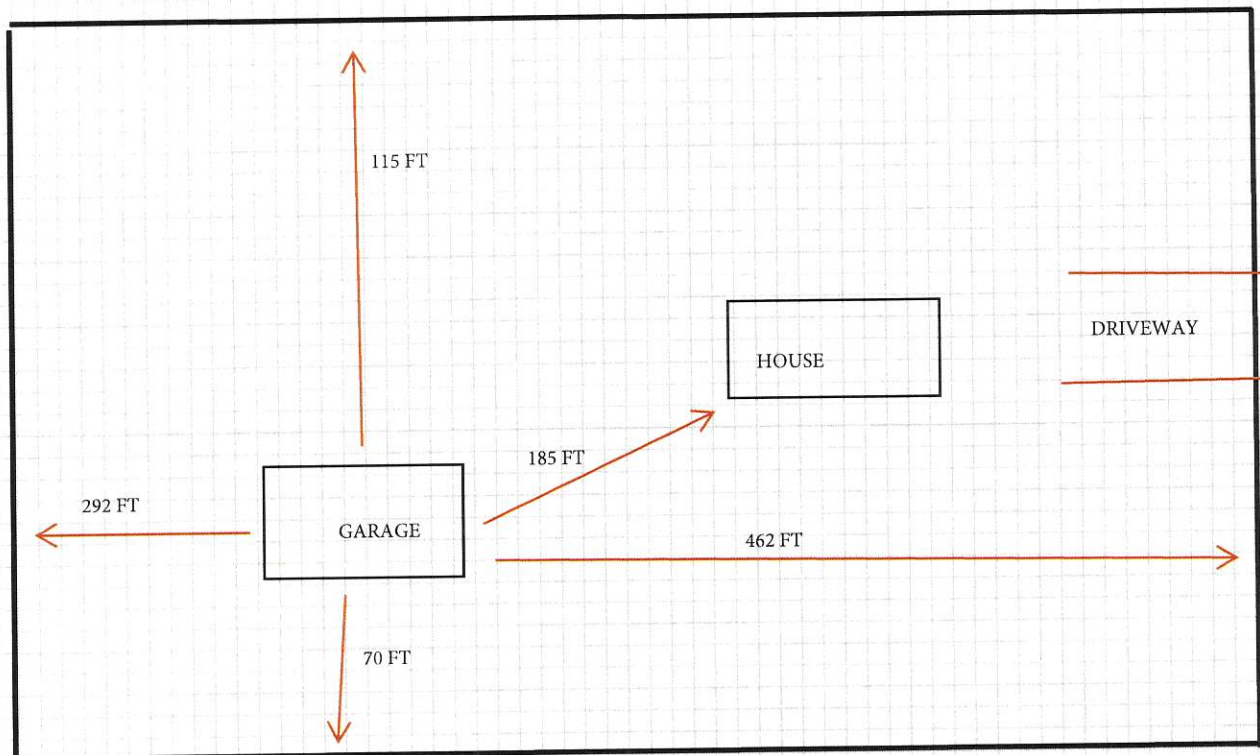 115 FT
DRIVEWAY
HOUSE
185 FT
292 FT
GARAGE
462 FT
70 FT